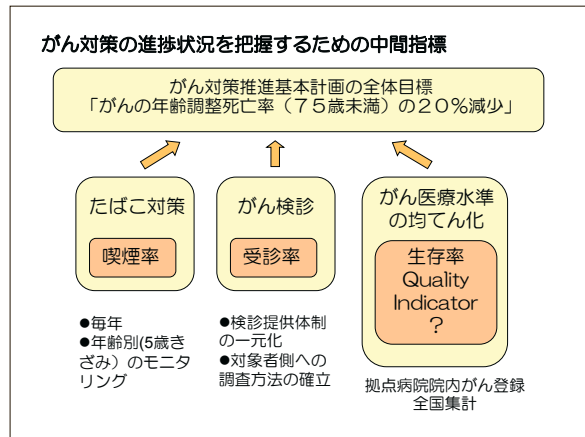 がん対策の進捗状況を把握するための中間指標
がん対策推進基本計画の全体目標
「がんの年齢調整死亡率（７５歳未満）の２０％減少」
たばこ対策
喫煙率
がん検診
受診率
がん医療水準
の均てん化
生存率
Quality
Indicator
？
●毎年
●年齢別(5歳き
ざみ）のモニタ
リング
●検診提供体制
の一元化
●対象者側への
調査方法の確立
拠点病院院内がん登録
全国集計